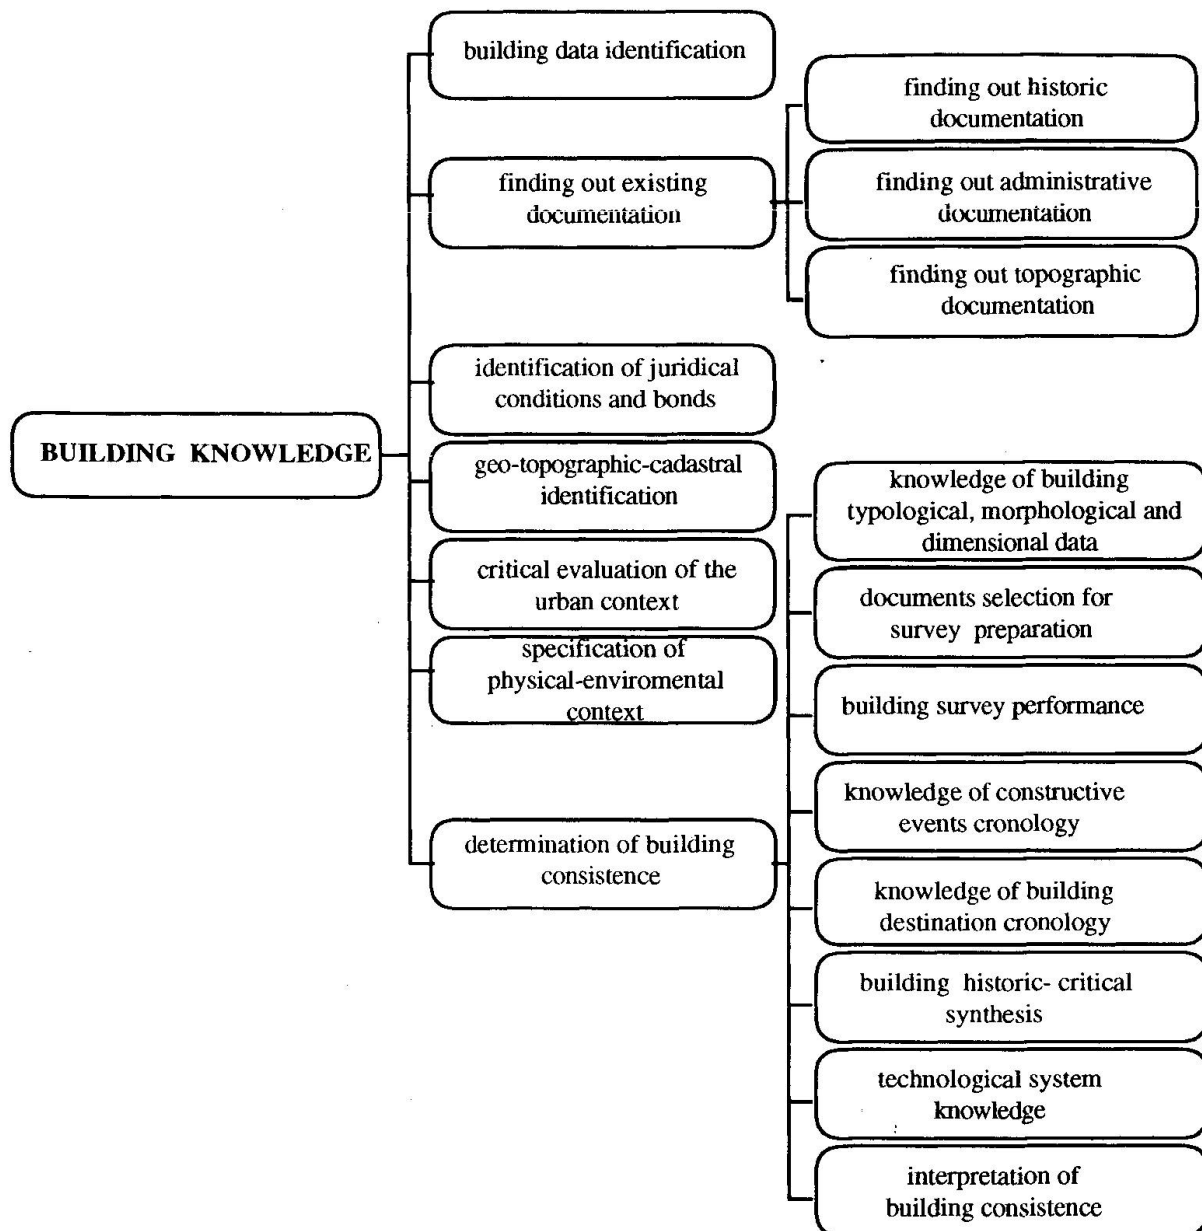 building data identification
finding out existing
documentation
finding out historic
documentation
finding out administrative
documentation
finding out topographic
documentation
identification of juridical
conditions and bonds
BUILDING KNOWLEDGE
geo-topographic-cadastral
identification
critical evaluation of the
urban context
specification of
physical-enviromental
context
determination of building
consistence
knowledge of building
typological, morphological and
dimensional data
documents selection for
survey preparation
building survey performance
knowledge of constructive
events cronology
knowledge of building
destination cronology
building historic- critical
synthesis
technological system
knowledge
interpretation of
building consistence